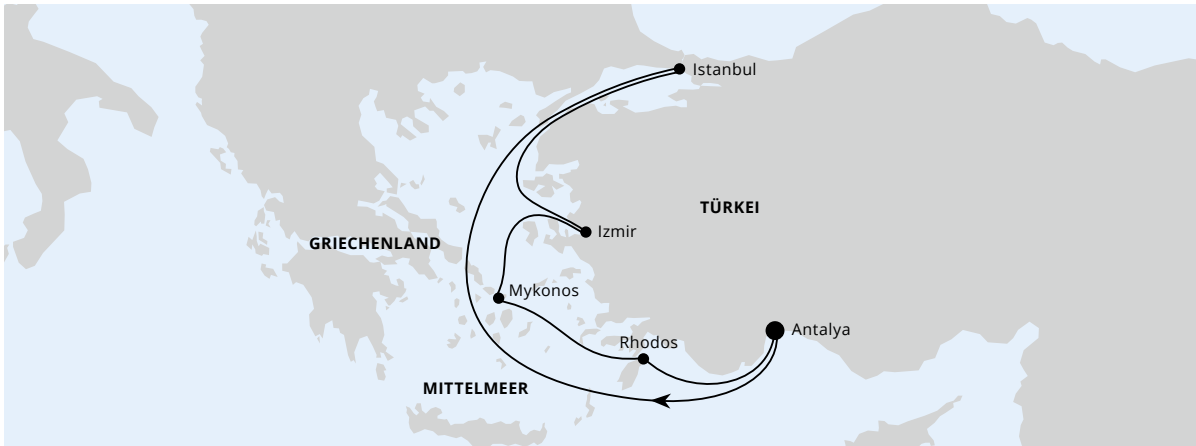 Istanbul
TÜRKEI
Izmir
GRIECHENLAND
Mykonos
Antalya
Rhodos
MITTELMEER